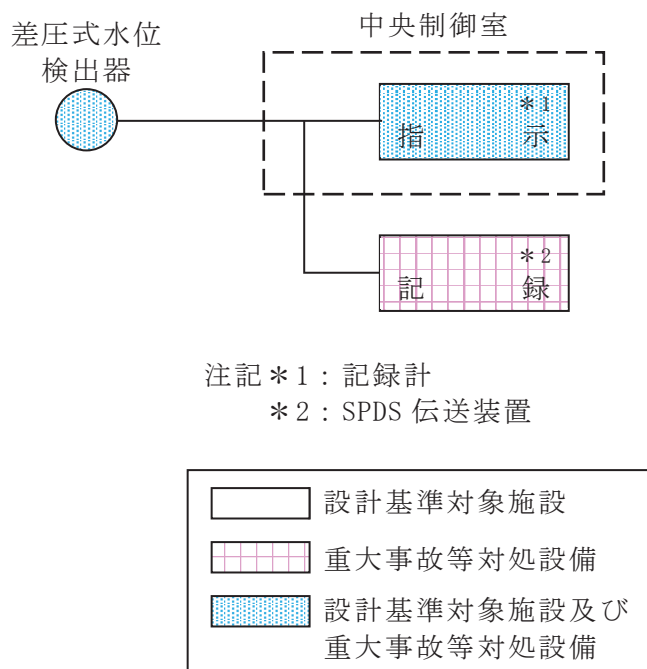 差圧式水位
検出器
中央制御室
＊1
指 示
＊2
記 録
注記＊1：記録計
＊2：SPDS 伝送装置
設計基準対象施設
重大事故等対処設備
設計基準対象施設及び
重大事故等対処設備